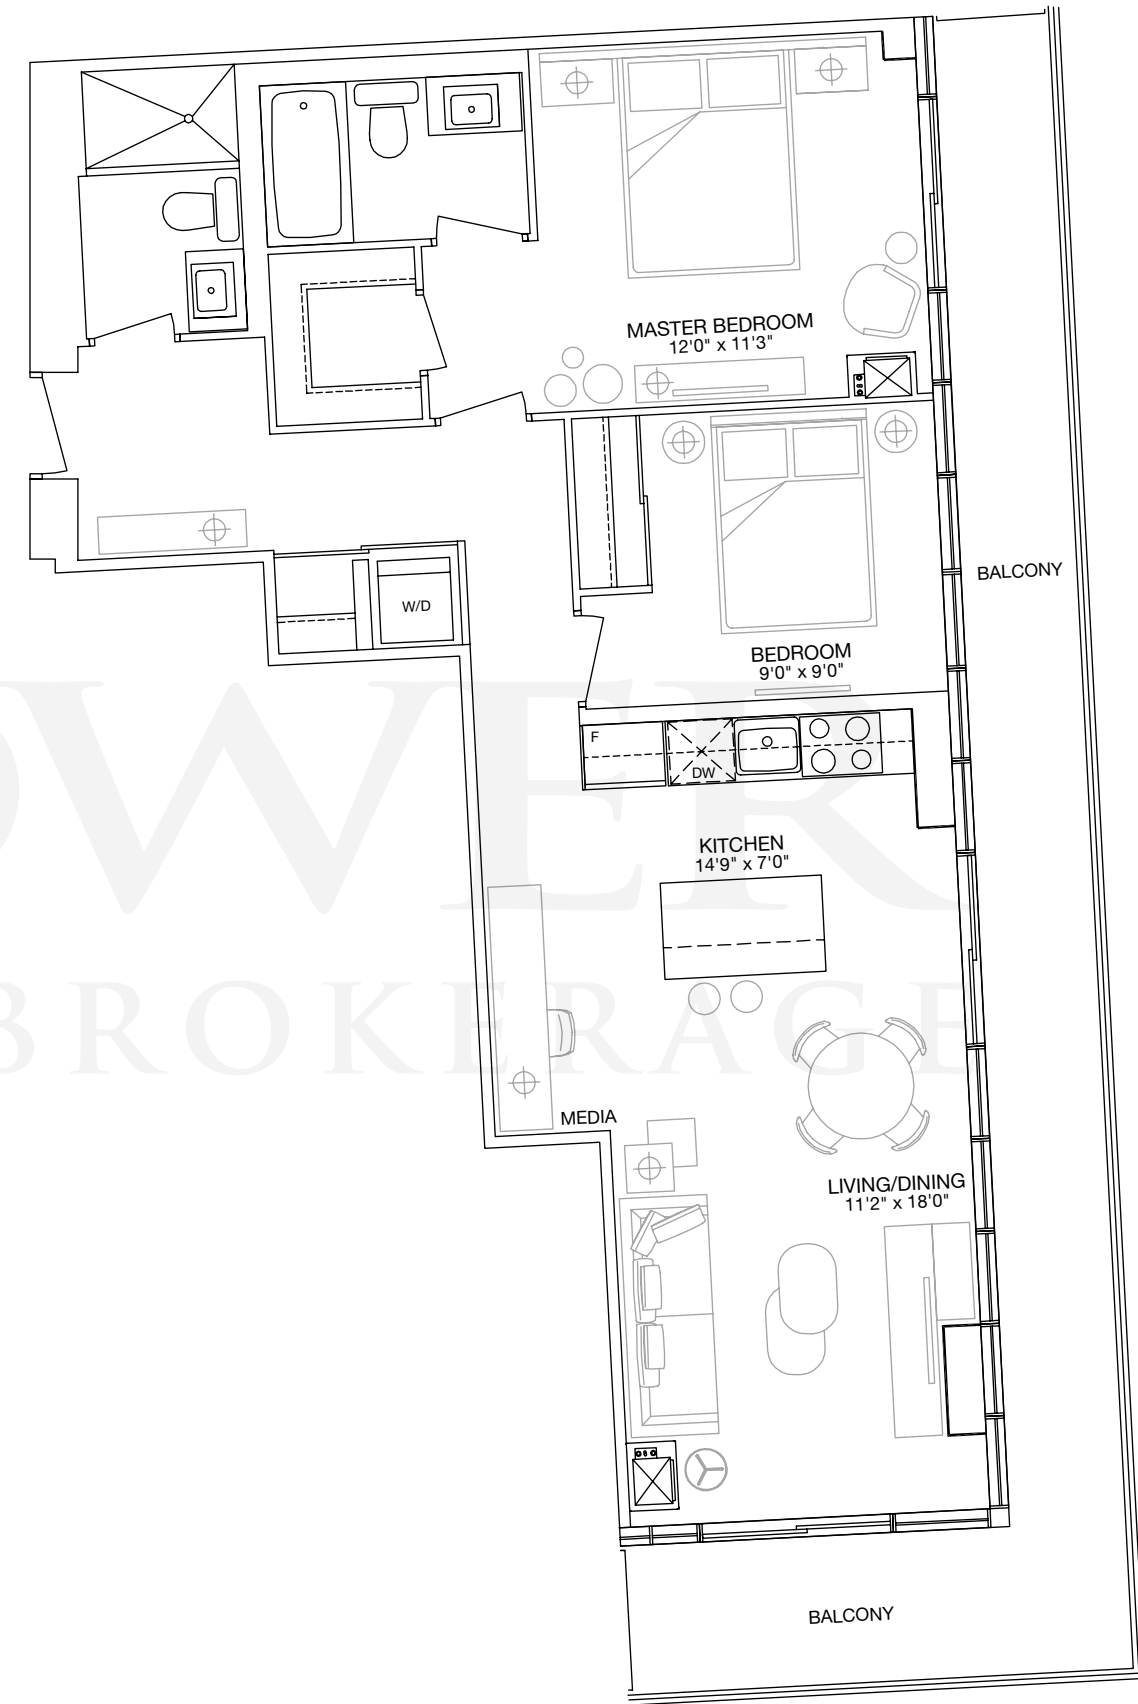 MASTER BEDROOM
12'0" x 11'3"
BALCONY
W/D
BEDROOM
9'0" x 9'0"
F
DW
OWER
KITCHEN
14'9" x 7'0"
BROKERAGE
MEDIA
LIVING/DINING
11'2" x 18'0"
BALCONY